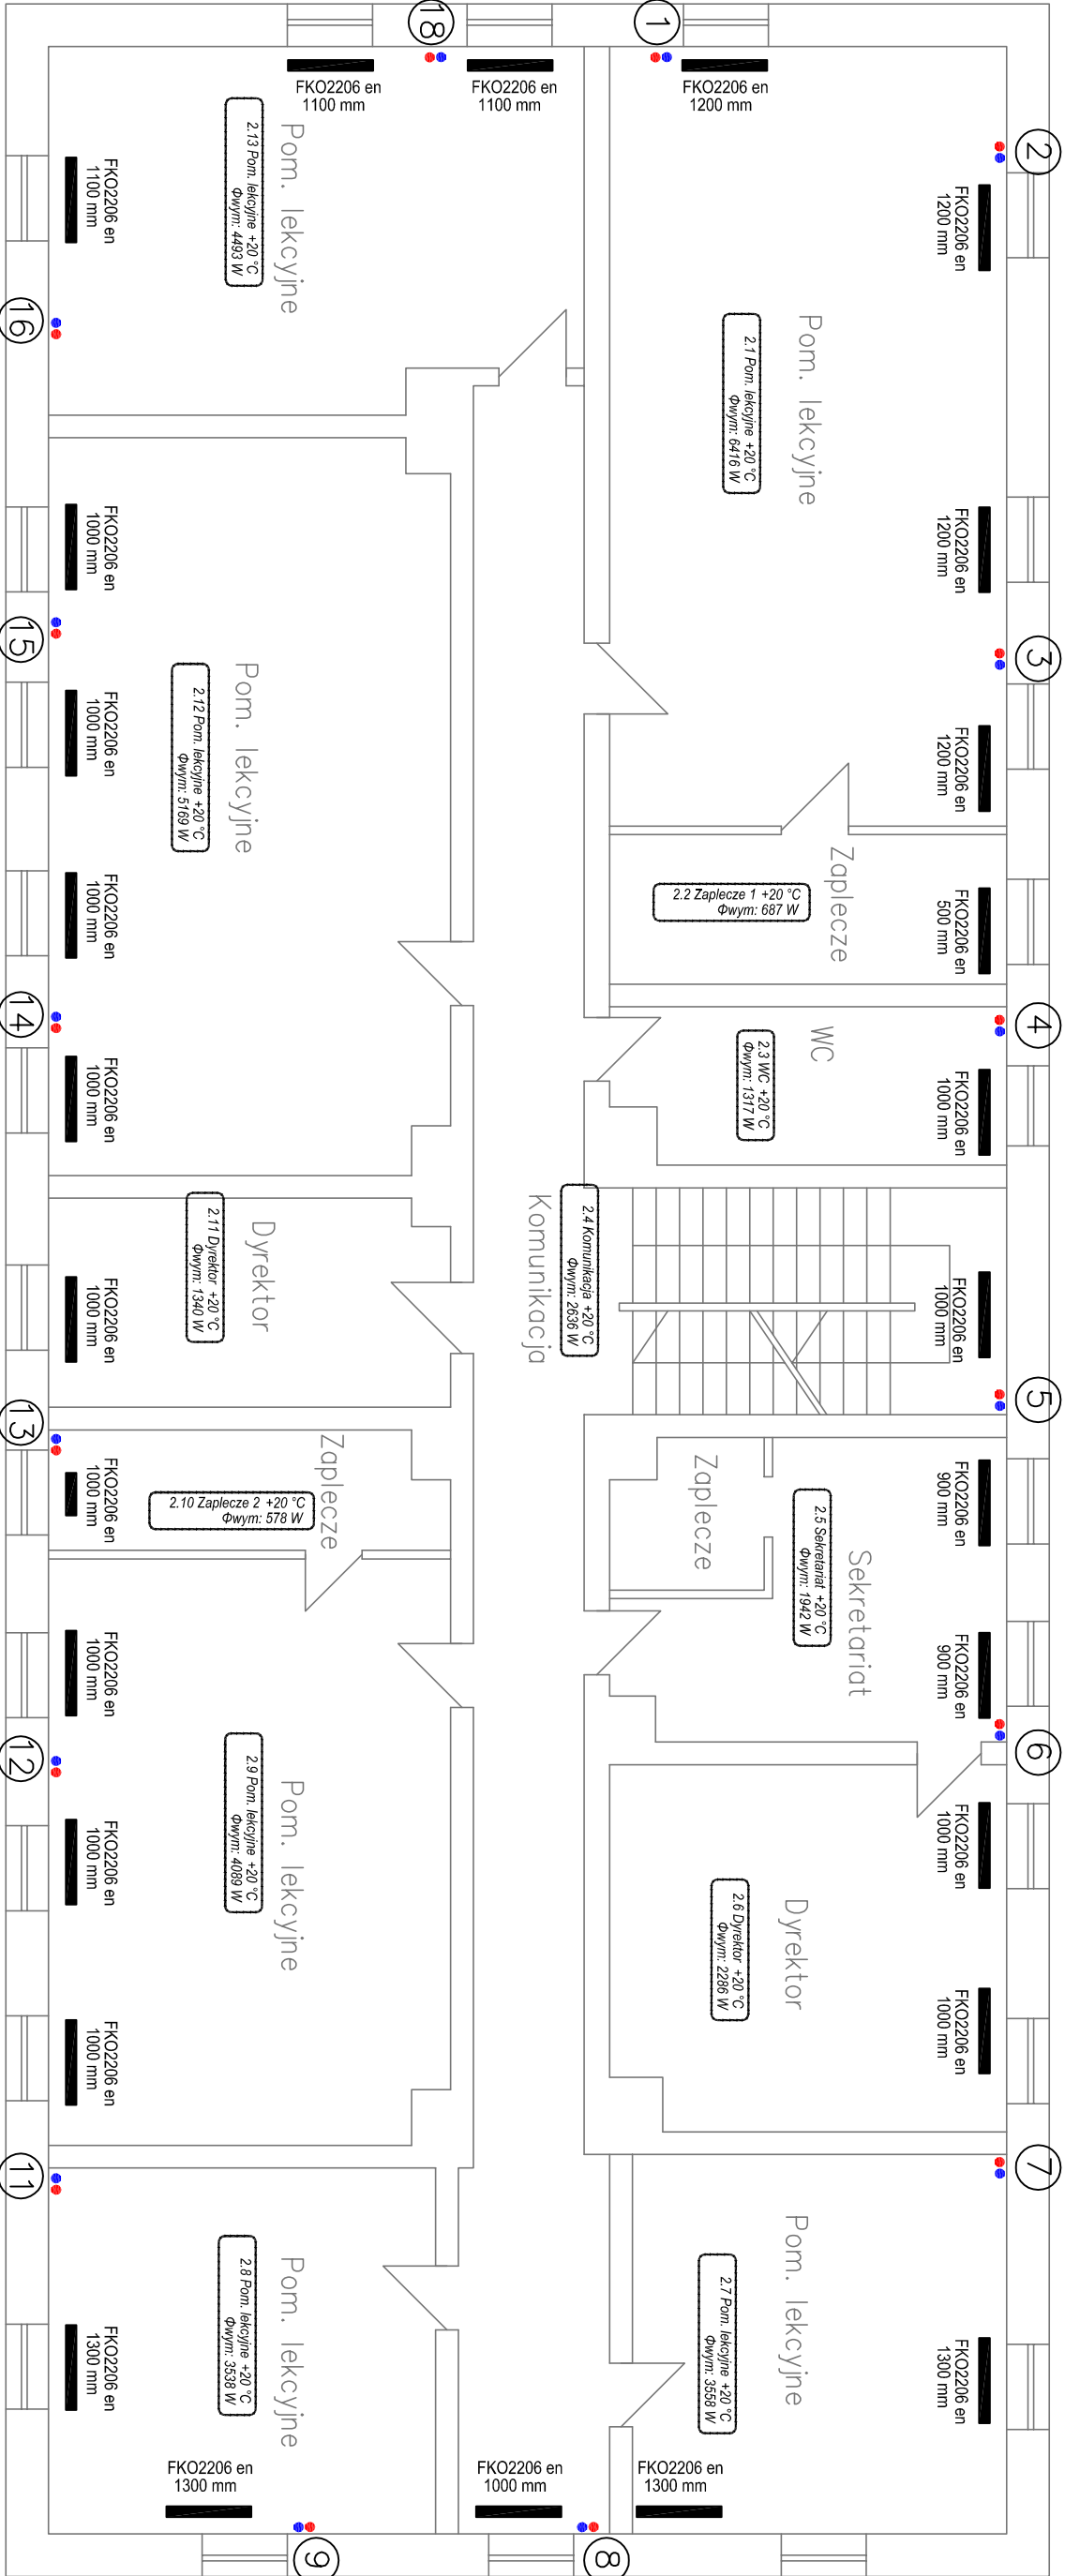 18
1
FKO2206 en
1100 mm
FKO2206 en
1100 mm
FKO2206 en
1200 mm
2
FKO2206 en
1200 mm
Pom. lekcyjne
2.1 Pom. lekcyjne +20 °C
Φwym: 6416 W
FKO2206 en
1200 mm
3
FKO2206 en
1200 mm
Zaplecze
2.2 Zaplecze 1 +20 °C
Φwym: 687 W
FKO2206 en
500 mm
4
WC
2.3 WC +20 °C
Φwym: 1317 W
FKO2206 en
1000 mm
Komunikacja
2.4 Komunikacja +20 °C
Φwym: 2636 W
FKO2206 en
1000 mm
5
Zaplecze
FKO2206 en
900 mm
Sekretariat
2.5 Sekretariat +20 °C
Φwym: 1942 W
FKO2206 en
900 mm
6
FKO2206 en
1000 mm
Dyrektor
2.6 Dyrektor +20 °C
Φwym: 2286 W
FKO2206 en
1000 mm
7
Pom. lekcyjne
2.7 Pom. lekcyjne +20 °C
Φwym: 3558 W
FKO2206 en
1300 mm
FKO2206 en
1300 mm
FKO2206 en
1000 mm
8
FKO2206 en
1300 mm
9
Pom. lekcyjne
2.8 Pom. lekcyjne +20 °C
Φwym: 3538 W
FKO2206 en
1300 mm
11
FKO2206 en
1000 mm
FKO2206 en
1000 mm
Pom. lekcyjne
2.9 Pom. lekcyjne +20 °C
Φwym: 4089 W
12
FKO2206 en
1000 mm
Zaplecze
2.10 Zaplecze 2 +20 °C
Φwym: 578 W
FKO2206 en
1000 mm
13
Dyrektor
2.11 Dyrektor +20 °C
Φwym: 1340 W
FKO2206 en
1000 mm
FKO2206 en
1000 mm
14
FKO2206 en
1000 mm
Pom. lekcyjne
2.12 Pom. lekcyjne +20 °C
Φwym: 5169 W
FKO2206 en
1000 mm
15
FKO2206 en
1000 mm
16
Pom. lekcyjne
2.13 Pom. lekcyjne +20 °C
Φwym: 4493 W
FKO2206 en
1100 mm